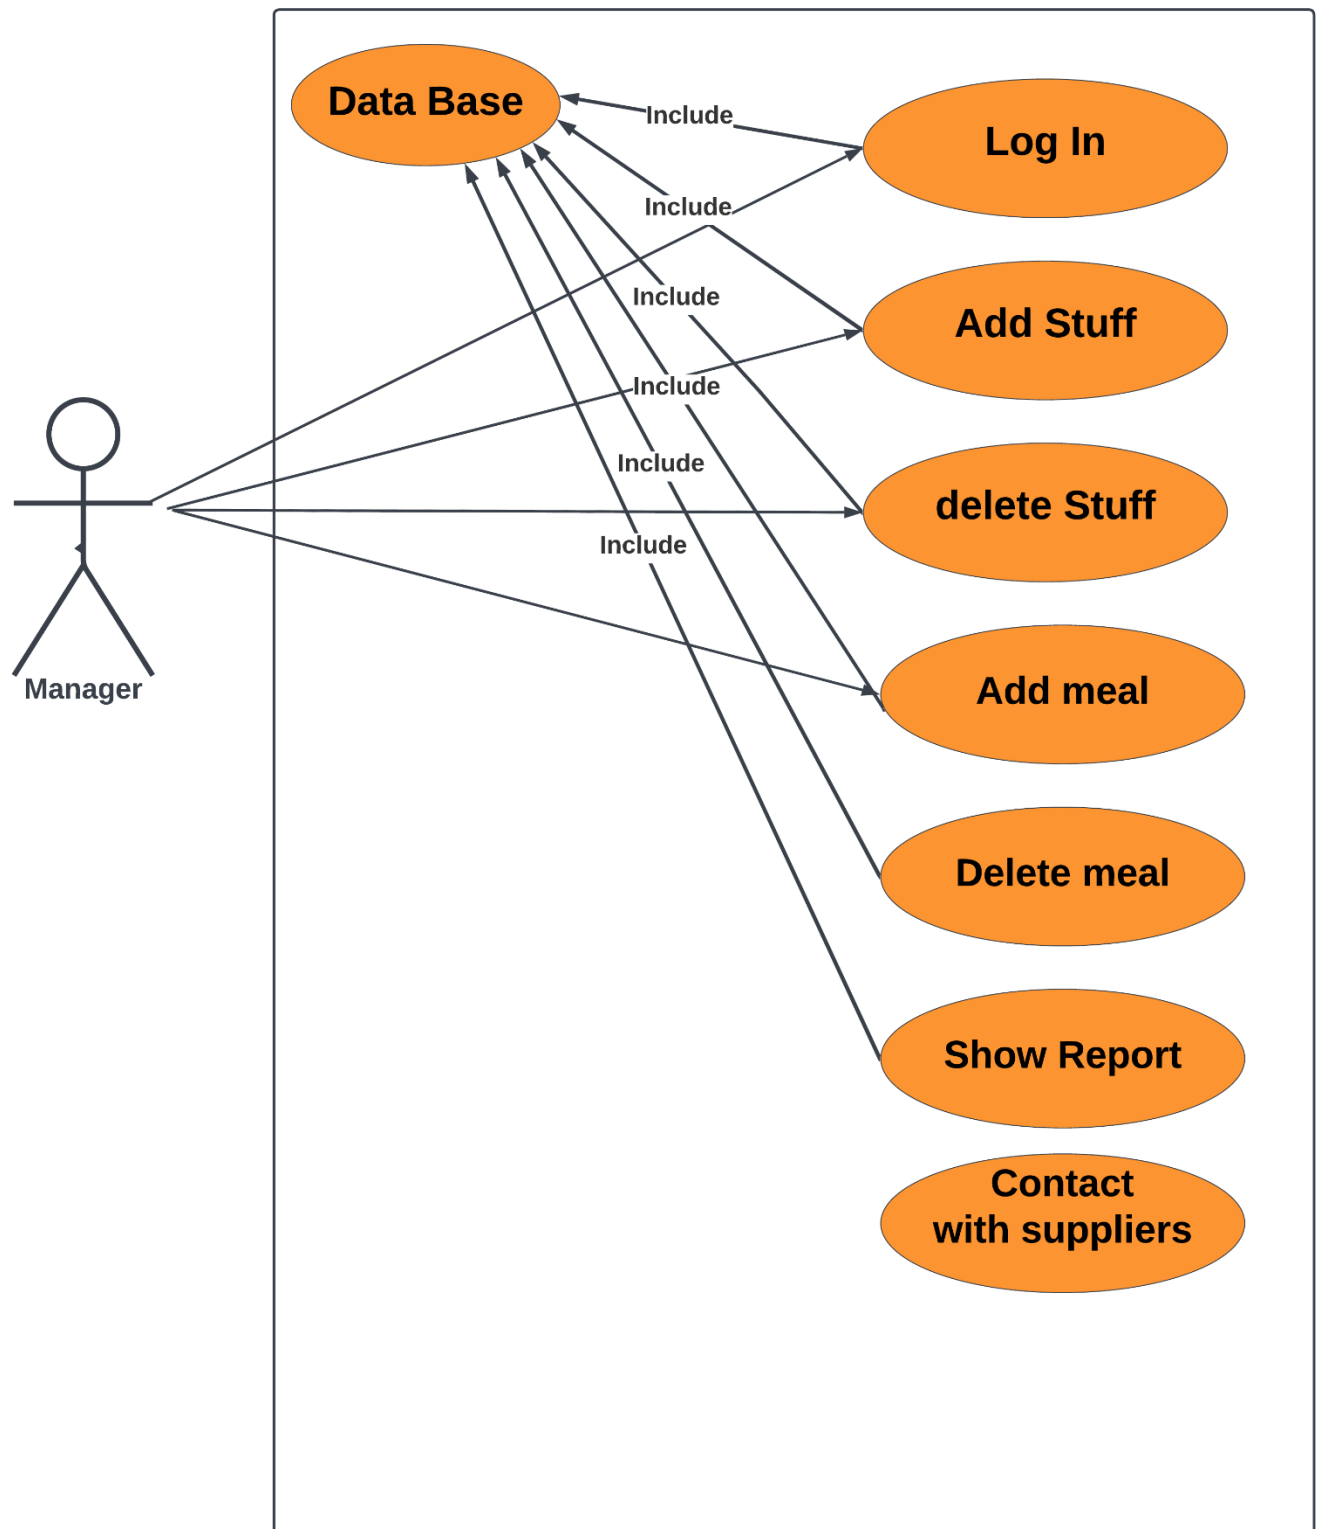 Data Base
Include
Log In
Include
Include
Add Stuff
Include
Include
delete Stuff
Include
Manager
Add meal
Delete meal
Show Report
Contact
with suppliers